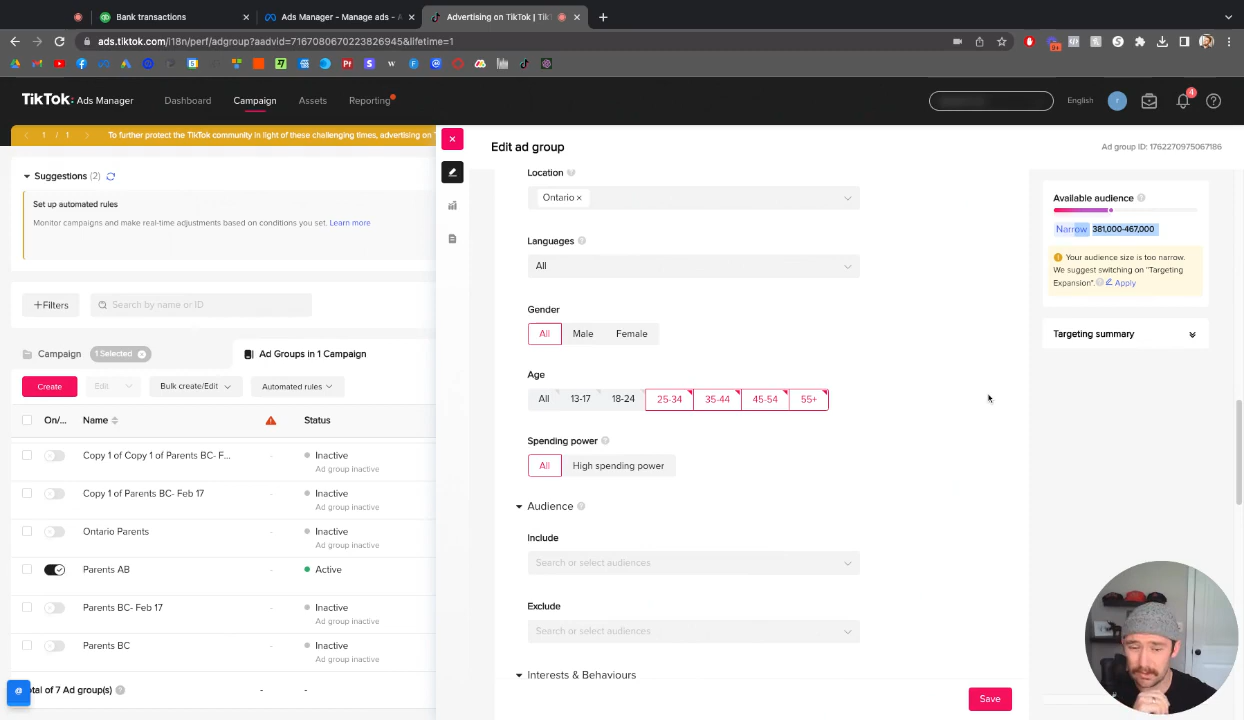 Bank transactions
Ads Manager - Manage ads - A
Advertising on TikTok | TikT
ads.tiktok.com/i18n/perf/adgroup?aadvid=7167080670223826945&lifetime=1
TikTok: Ads Manager
Dashboard
Campaign
Assets
Reporting
English
4
1 / 1
To further protect the TikTok community in light of these challenging times, advertising on T
Edit ad group
Ad group ID: 1762270975067186
Suggestions (2)
Set up automated rules
Monitor campaigns and make real-time adjustments based on conditions you set. Learn more
+Filters
Search by name or ID
Campaign
1 Selected
Ad Groups in 1 Campaign
Create
Edit
Bulk create/Edit
Automated rules
On/...
Name
Status
Copy 1 of Copy 1 of Parents BC- F...
Inactive
Ad group inactive
Copy 1 of Parents BC- Feb 17
Inactive
Ad group inactive
Ontario Parents
Inactive
Ad group inactive
Parents AB
Active
Parents BC- Feb 17
Inactive
Ad group inactive
Parents BC
Inactive
Ad group inactive
otal of 7 Ad group(s)
-
-
Location
Ontario ×
Languages
All
Gender
All
Male
Female
Age
All
13-17
18-24
25-34
35-44
45-54
55+
Spending power
All
High spending power
Audience
Include
Search or select audiences
Exclude
Search or select audiences
Interests & Behaviours
Save
Available audience
Narrow 381,000-467,000
Your audience size is too narrow.
We suggest switching on "Targeting
Expansion". Apply
Targeting summary